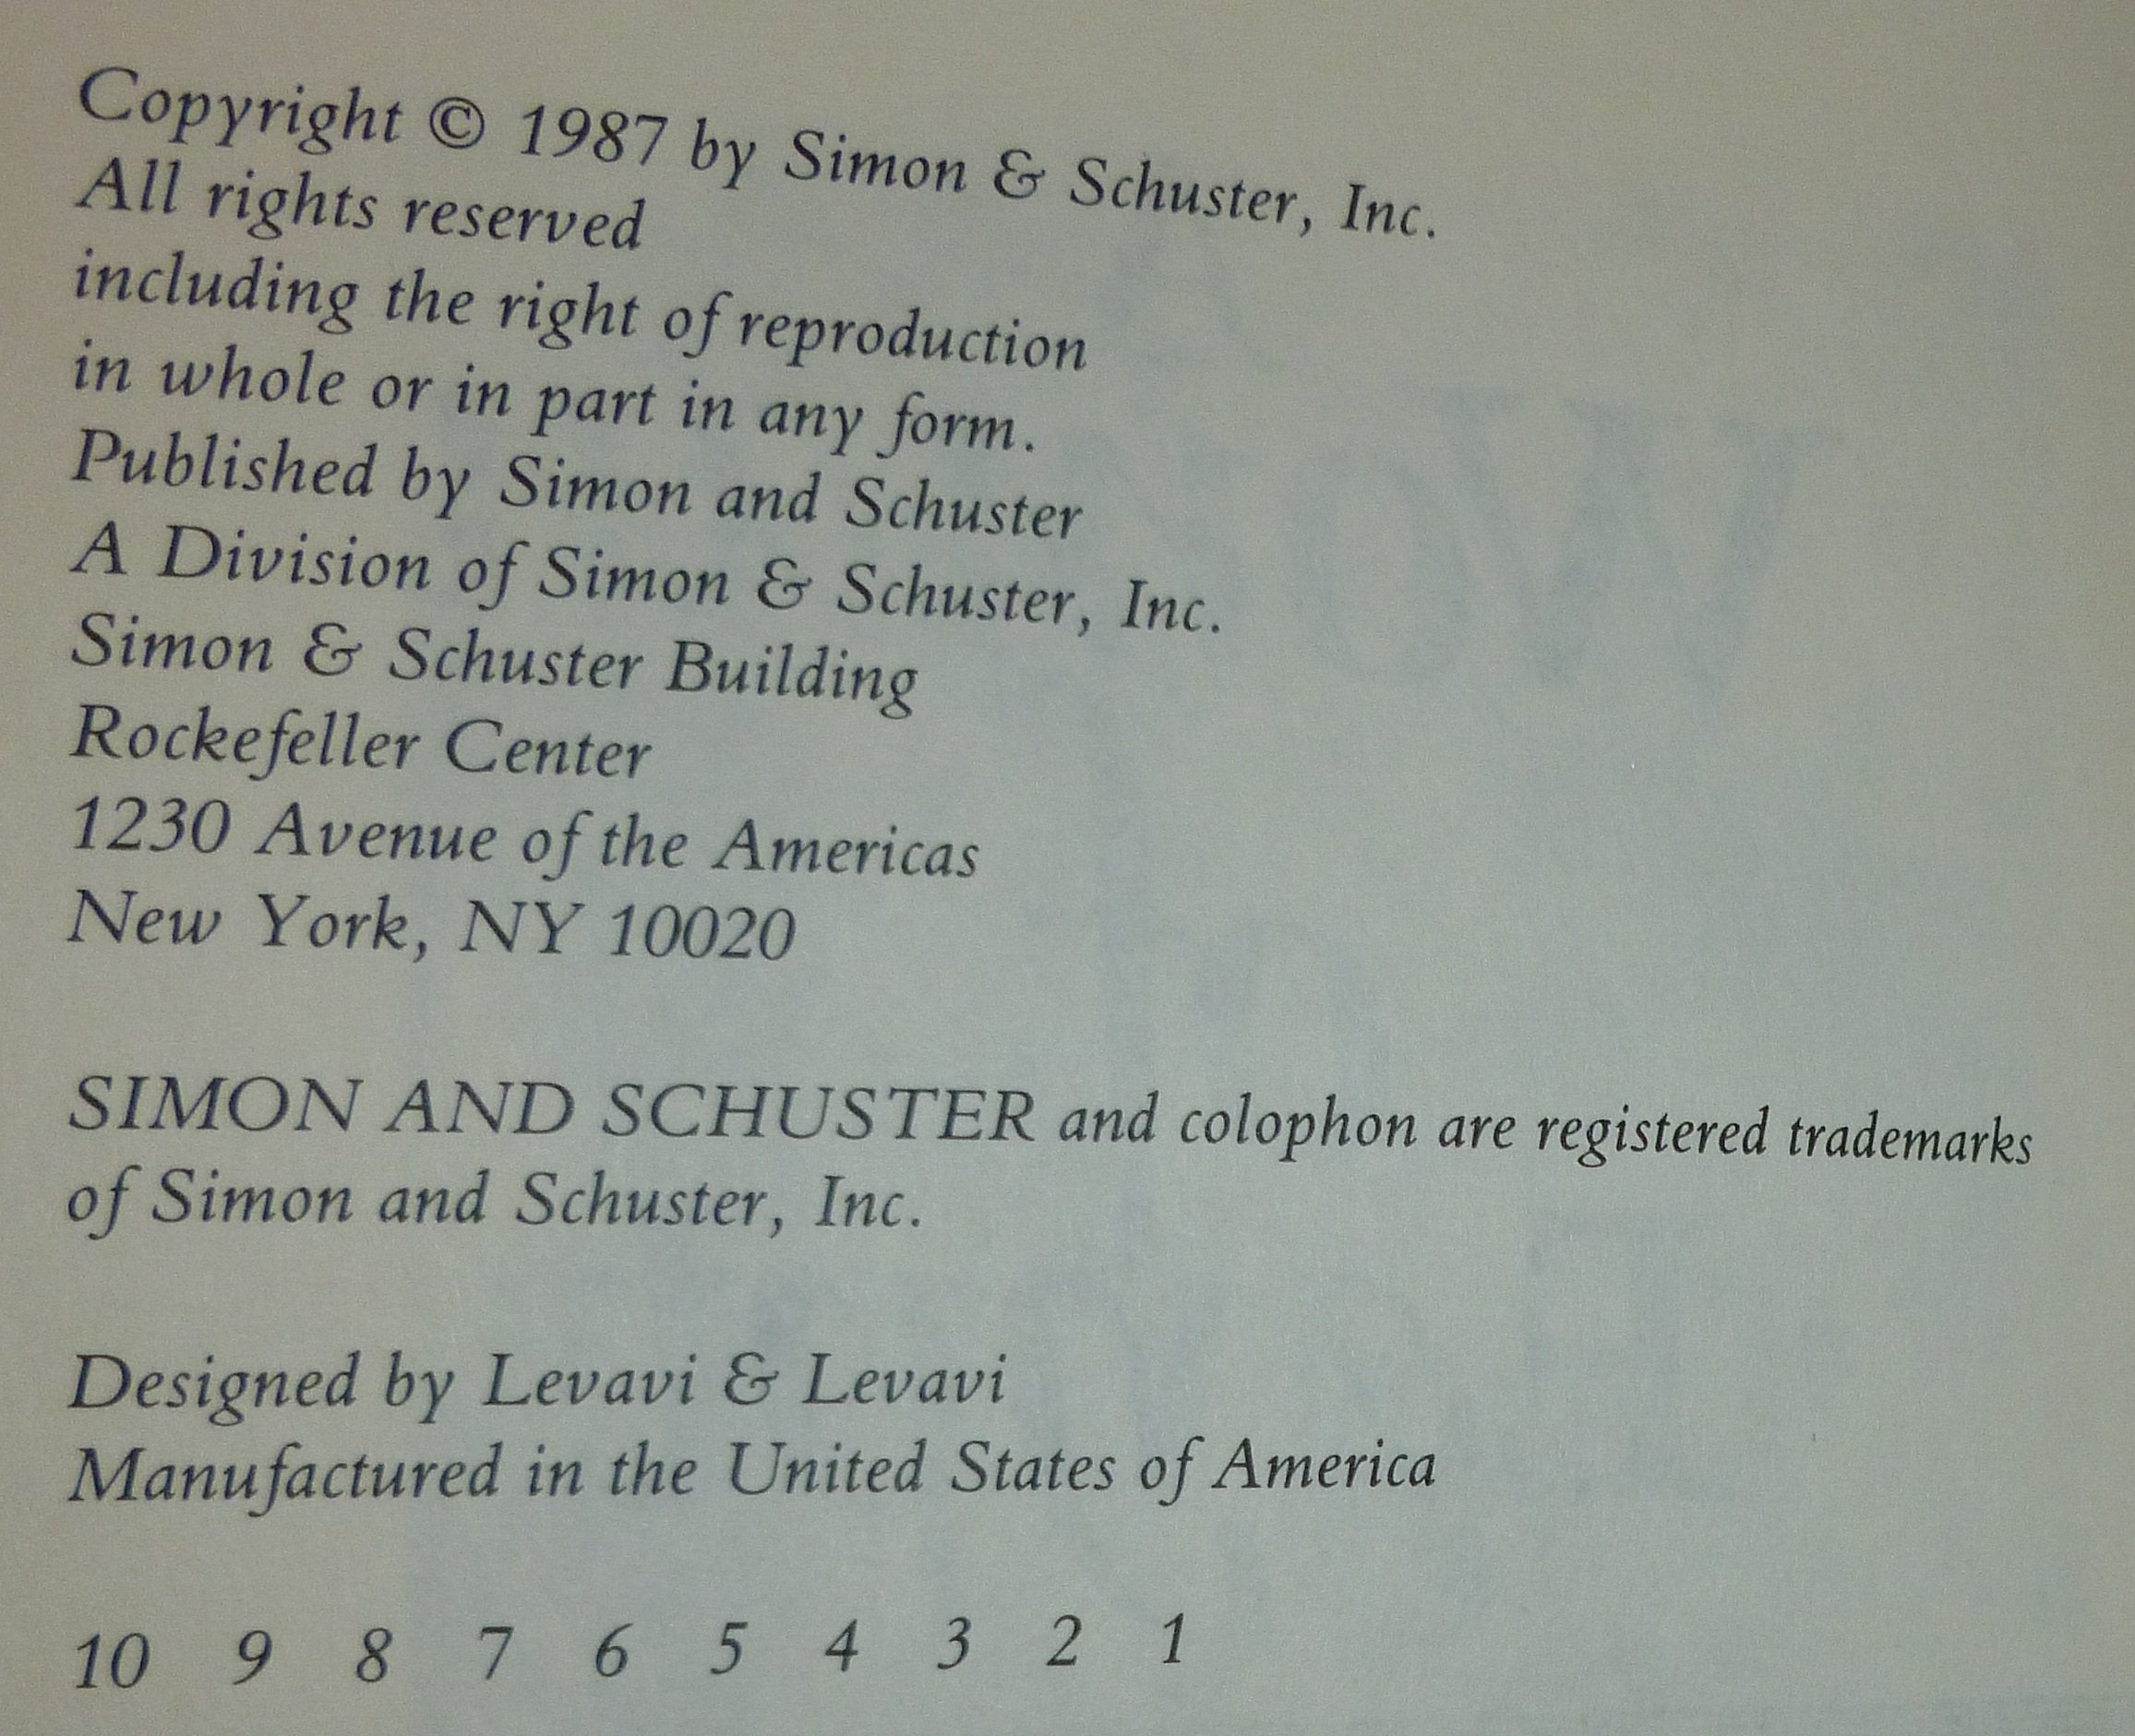 Copyright © 1987 by Simon & Schuster, Inc.
All rights reserved
including the right of reproduction
in whole or in part in any form.
Published by Simon and Schuster
A Division of Simon & Schuster, Inc.
Simon & Schuster Building
Rockefeller Center
1230 Avenue of the Americas
New York, NY 10020
SIMON AND SCHUSTER and colophon are registered trademarks
of Simon and Schuster, Inc.
Designed by Levavi & Levavi
Manufactured in the United States of America
10 9 8 7 6 5 4 3 2 1